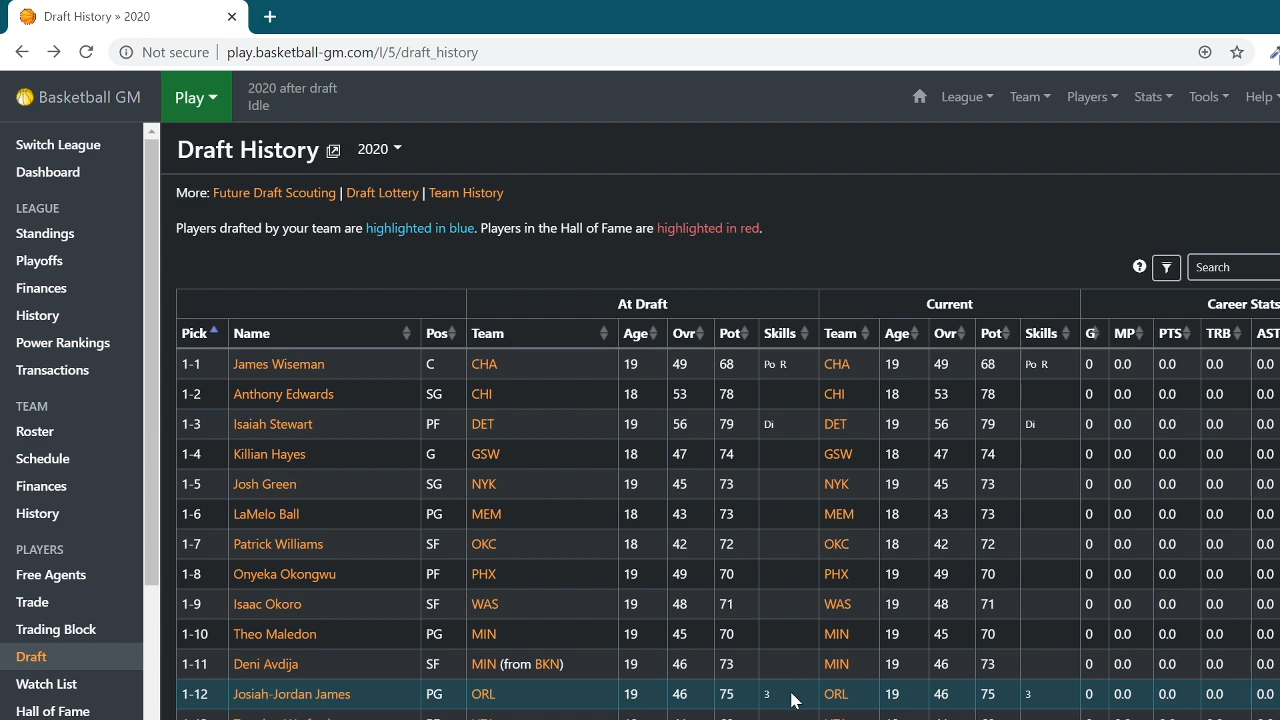 Draft History » 2020
Not secure | play.basketball-gm.com/l/5/draft_history
Basketball GM Play 2020 after draft Idle League Team Players Stats Tools Help
Switch League
Dashboard
LEAGUE
Standings
Playoffs
Finances
History
Power Rankings
Transactions
TEAM
Roster
Schedule
Finances
History
PLAYERS
Free Agents
Trade
Trading Block
Draft
Watch List
Hall of Fame
Draft History 2020
More: Future Draft Scouting | Draft Lottery | Team History
Players drafted by your team are highlighted in blue. Players in the Hall of Fame are highlighted in red.
Search
At Draft Current Career Stats
Pick Name Pos Team Age Ovr Pot Skills Team Age Ovr Pot Skills G MP PTS TRB AST
1-1 James Wiseman C CHA 19 49 68 Po R CHA 19 49 68 Po R 0 0.0 0.0 0.0 0.0
1-2 Anthony Edwards SG CHI 18 53 78 CHI 18 53 78 0 0.0 0.0 0.0 0.0
1-3 Isaiah Stewart PF DET 19 56 79 Di DET 19 56 79 Di 0 0.0 0.0 0.0 0.0
1-4 Killian Hayes G GSW 18 47 74 GSW 18 47 74 0 0.0 0.0 0.0 0.0
1-5 Josh Green SG NYK 19 45 73 NYK 19 45 73 0 0.0 0.0 0.0 0.0
1-6 LaMelo Ball PG MEM 18 43 73 MEM 18 43 73 0 0.0 0.0 0.0 0.0
1-7 Patrick Williams SF OKC 18 42 72 OKC 18 42 72 0 0.0 0.0 0.0 0.0
1-8 Onyeka Okongwu PF PHX 19 49 70 PHX 19 49 70 0 0.0 0.0 0.0 0.0
1-9 Isaac Okoro SF WAS 19 48 71 WAS 19 48 71 0 0.0 0.0 0.0 0.0
1-10 Theo Maledon PG MIN 19 45 70 MIN 19 45 70 0 0.0 0.0 0.0 0.0
1-11 Deni Avdija SF MIN (from BKN) 19 46 73 MIN 19 46 73 0 0.0 0.0 0.0 0.0
1-12 Josiah-Jordan James PG ORL 19 46 75 3 ORL 19 46 75 3 0 0.0 0.0 0.0 0.0